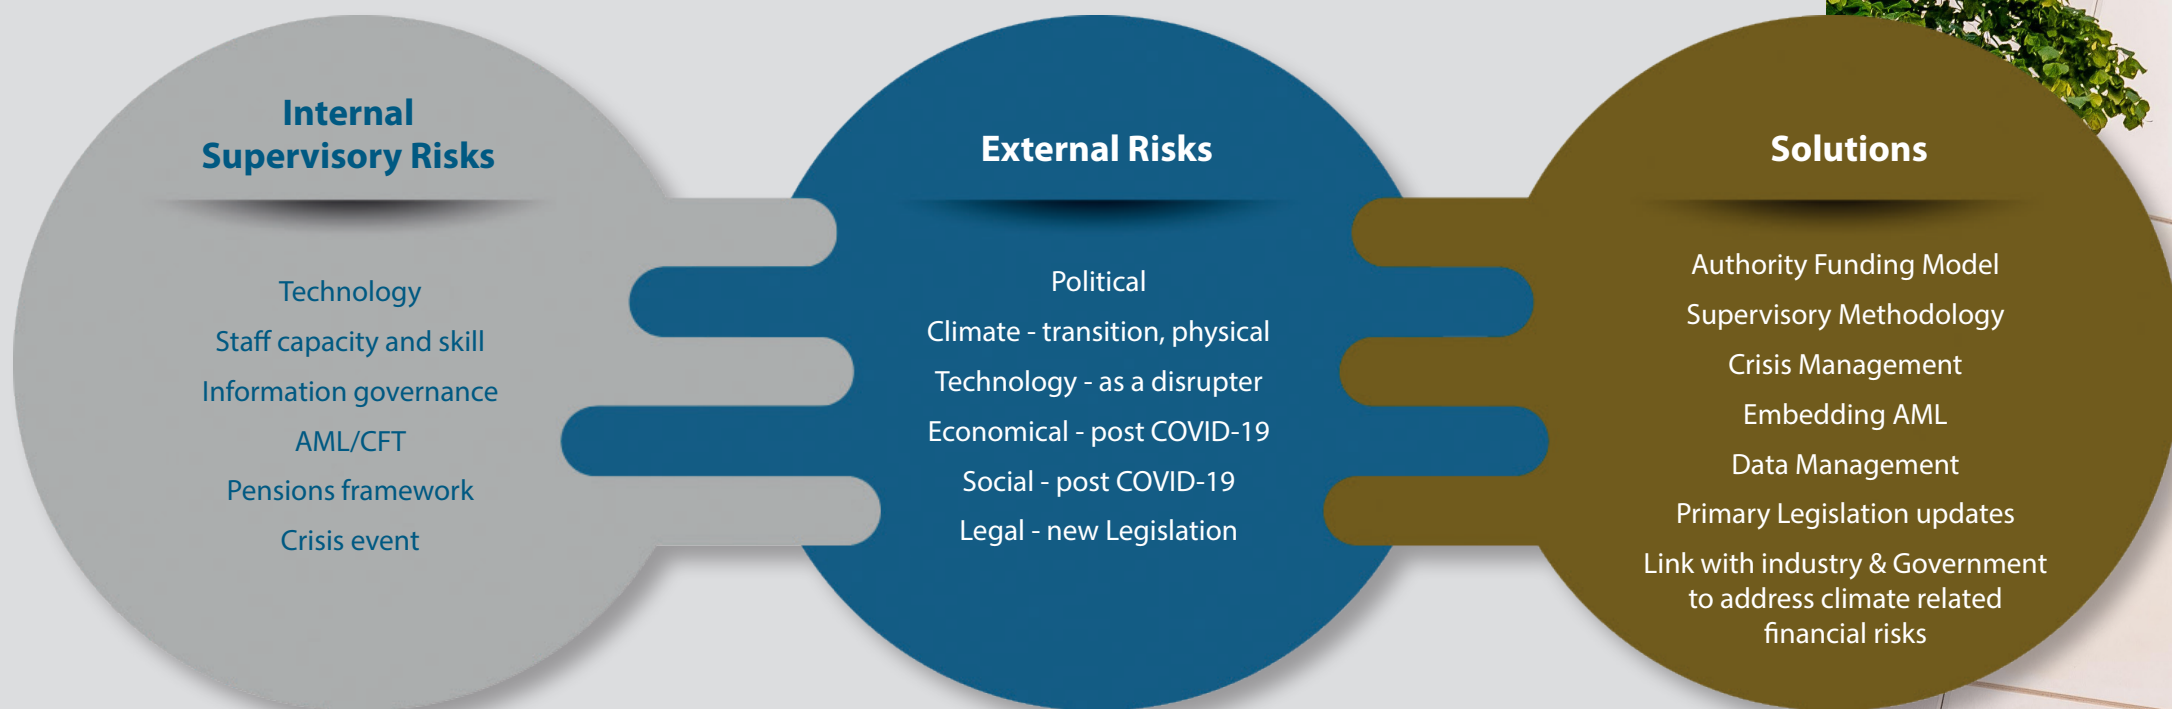 Internal
Supervisory Risks
Technology
Staff capacity and skill
Information governance
AML/CFT
Pensions framework
Crisis event
External Risks
Political
Climate - transition, physical
Technology - as a disrupter
Economical - post COVID-19
Social - post COVID-19
Legal - new Legislation
Solutions
Authority Funding Model
Supervisory Methodology
Crisis Management
Embedding AML
Data Management
Primary Legislation updates
Link with industry & Government
to address climate related
financial risks